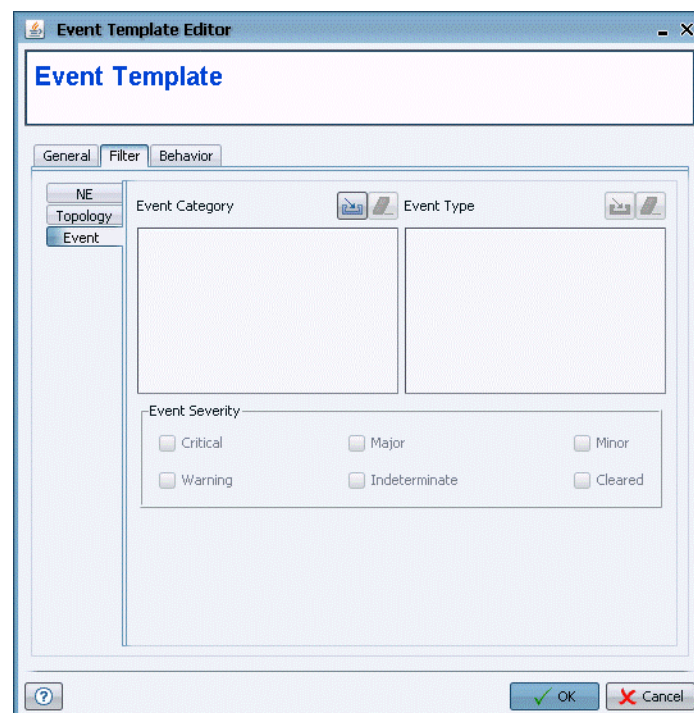 Event Template Editor
Event Template
General Filter Behavior
NE
Topology
Event
Event Category
Event Type
Event Severity
Critical Major Minor
Warning Indeterminate Cleared
? OK Cancel